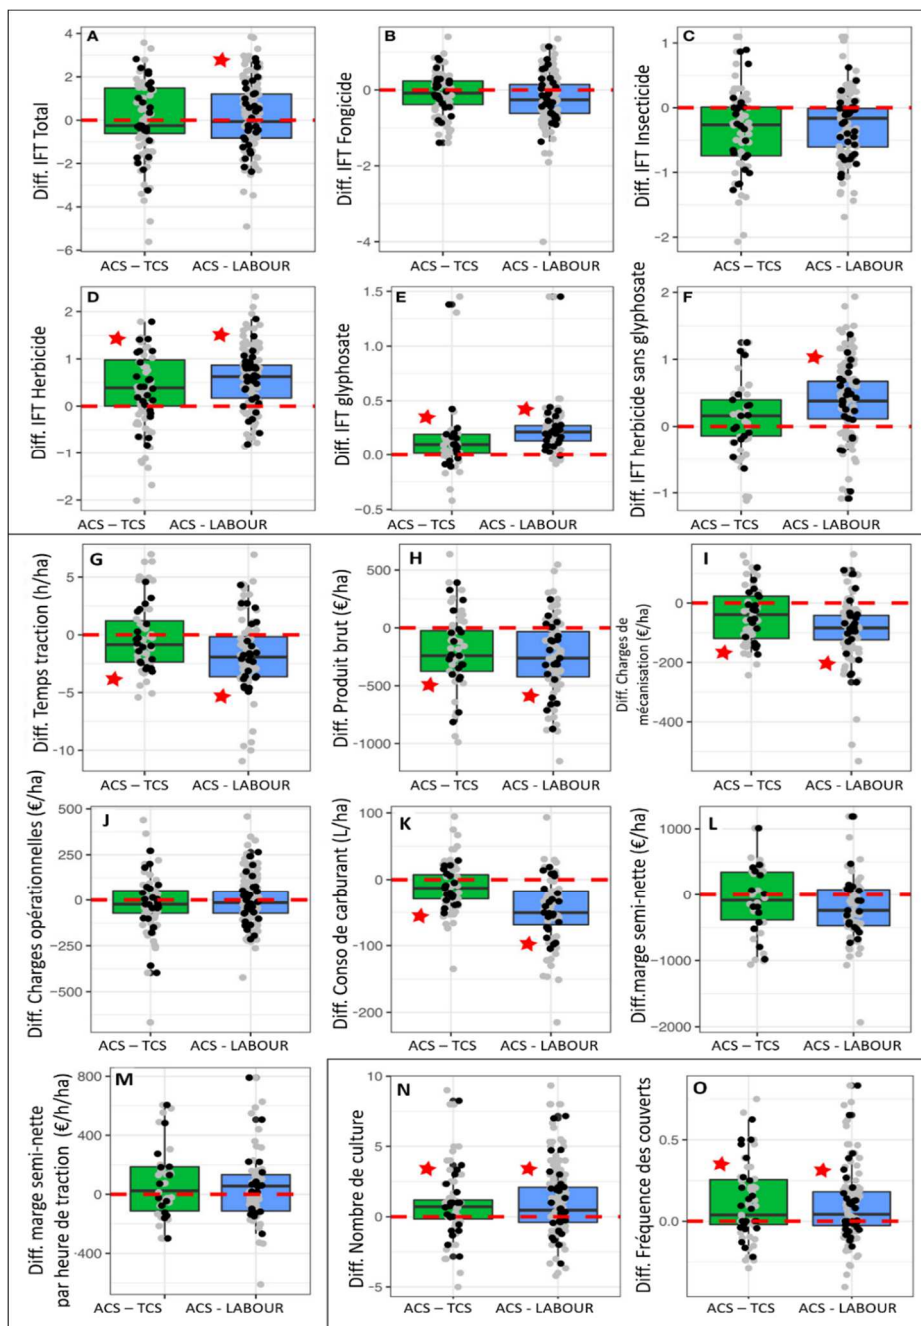 A
Diff. IFT Total
4
2
0
-2
-4
-6
ACS – TCS ACS - LABOUR
B
Diff. IFT Fongicide
0
-4
ACS – TCS ACS - LABOUR
C
Diff. IFT Insecticide
1
0
-1
-2
ACS – TCS ACS - LABOUR
D
Diff. IFT Herbicide
2
1
0
-1
-2
ACS – TCS ACS - LABOUR
E
Diff. IFT glyphosate
1.5
1.0
0.5
0.0
-0.5
ACS – TCS ACS - LABOUR
F
Diff. IFT herbicide sans glyphosate
2
1
0
-1
ACS – TCS ACS - LABOUR
G
Diff. Temps traction (h/ha)
5
0
-5
-10
ACS – TCS ACS - LABOUR
H
Diff. Produit brut (€/ha)
500
0
-500
-1000
ACS – TCS ACS - LABOUR
I
Diff. Charges de
mécanisation (€/ha)
0
-200
-400
ACS – TCS ACS - LABOUR
J
Diff. Charges opérationnelles (€/ha)
500
250
0
-250
-500
ACS – TCS ACS - LABOUR
K
Diff. Conso de carburant (L/ha)
100
0
-100
-200
ACS – TCS ACS - LABOUR
L
Diff.marge semi-nette (€/ha)
1000
0
-1000
-2000
ACS – TCS ACS - LABOUR
M
Diff. marge semi-nette
par heure de traction (€/h/ha)
800
400
0
-400
ACS – TCS ACS - LABOUR
N
Diff. Nombre de culture
10
5
0
-5
ACS – TCS ACS - LABOUR
O
Diff. Fréquence des couverts
0.5
0.0
ACS – TCS ACS - LABOUR